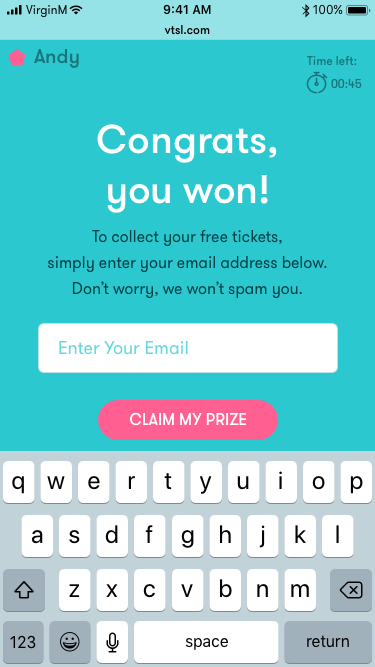 VirginM 9:41 AM 100%
vtsl.com
Andy
Time left:
00:45
Congrats,
you won!
To collect your free tickets,
simply enter your email address below.
Don't worry, we won't spam you.
Enter Your Email
CLAIM MY PRIZE
q w e r t y u i o p
a s d f g h j k l
z x c v b n m
123 space return